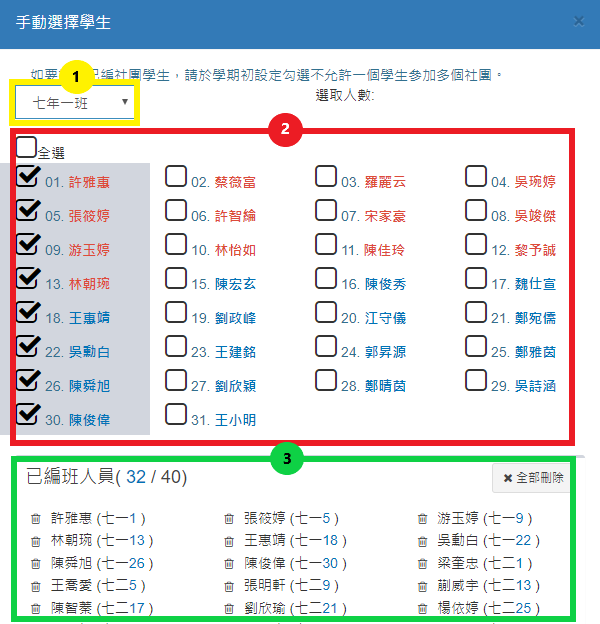 手動選擇學生 ×
1
已編社團學生，請於學期初設定勾選不允許一個學生參加多個社團。
七年一班 選取人數:
2
全選
01. 許雅惠 02. 蔡薇富 03. 羅麗云 04. 吳琬婷
05. 張筱婷 06. 許智綸 07. 宋家豪 08. 吳竣傑
09. 游玉婷 10. 林怡如 11. 陳佳玲 12. 黎予誠
13. 林朝琬 15. 陳宏玄 16. 陳俊秀 17. 魏仕宣
18. 王惠靖 19. 劉政峰 20. 江守儀 21. 鄭宛儒
22. 吳勳白 23. 王建銘 24. 郭昇源 25. 鄭雅茵
26. 陳舜旭 27. 劉欣穎 28. 鄭晴茵 29. 吳詩涵
30. 陳俊偉 31. 王小明
3
已編班人員( 32 / 40) 全部刪除
許雅惠 (七一1 ) 張筱婷 (七一5 ) 游玉婷 (七一9 )
林朝琬 (七一13 ) 王惠靖 (七一18 ) 吳勳白 (七一22 )
陳舜旭 (七一26 ) 陳俊偉 (七一30 ) 梁奎忠 (七二1 )
王喬愛 (七二5 ) 張明軒 (七二9 ) 蒯威宇 (七二13 )
陳智棻 (七二17 ) 劉欣瑜 (七二21 ) 楊依婷 (七二25 )